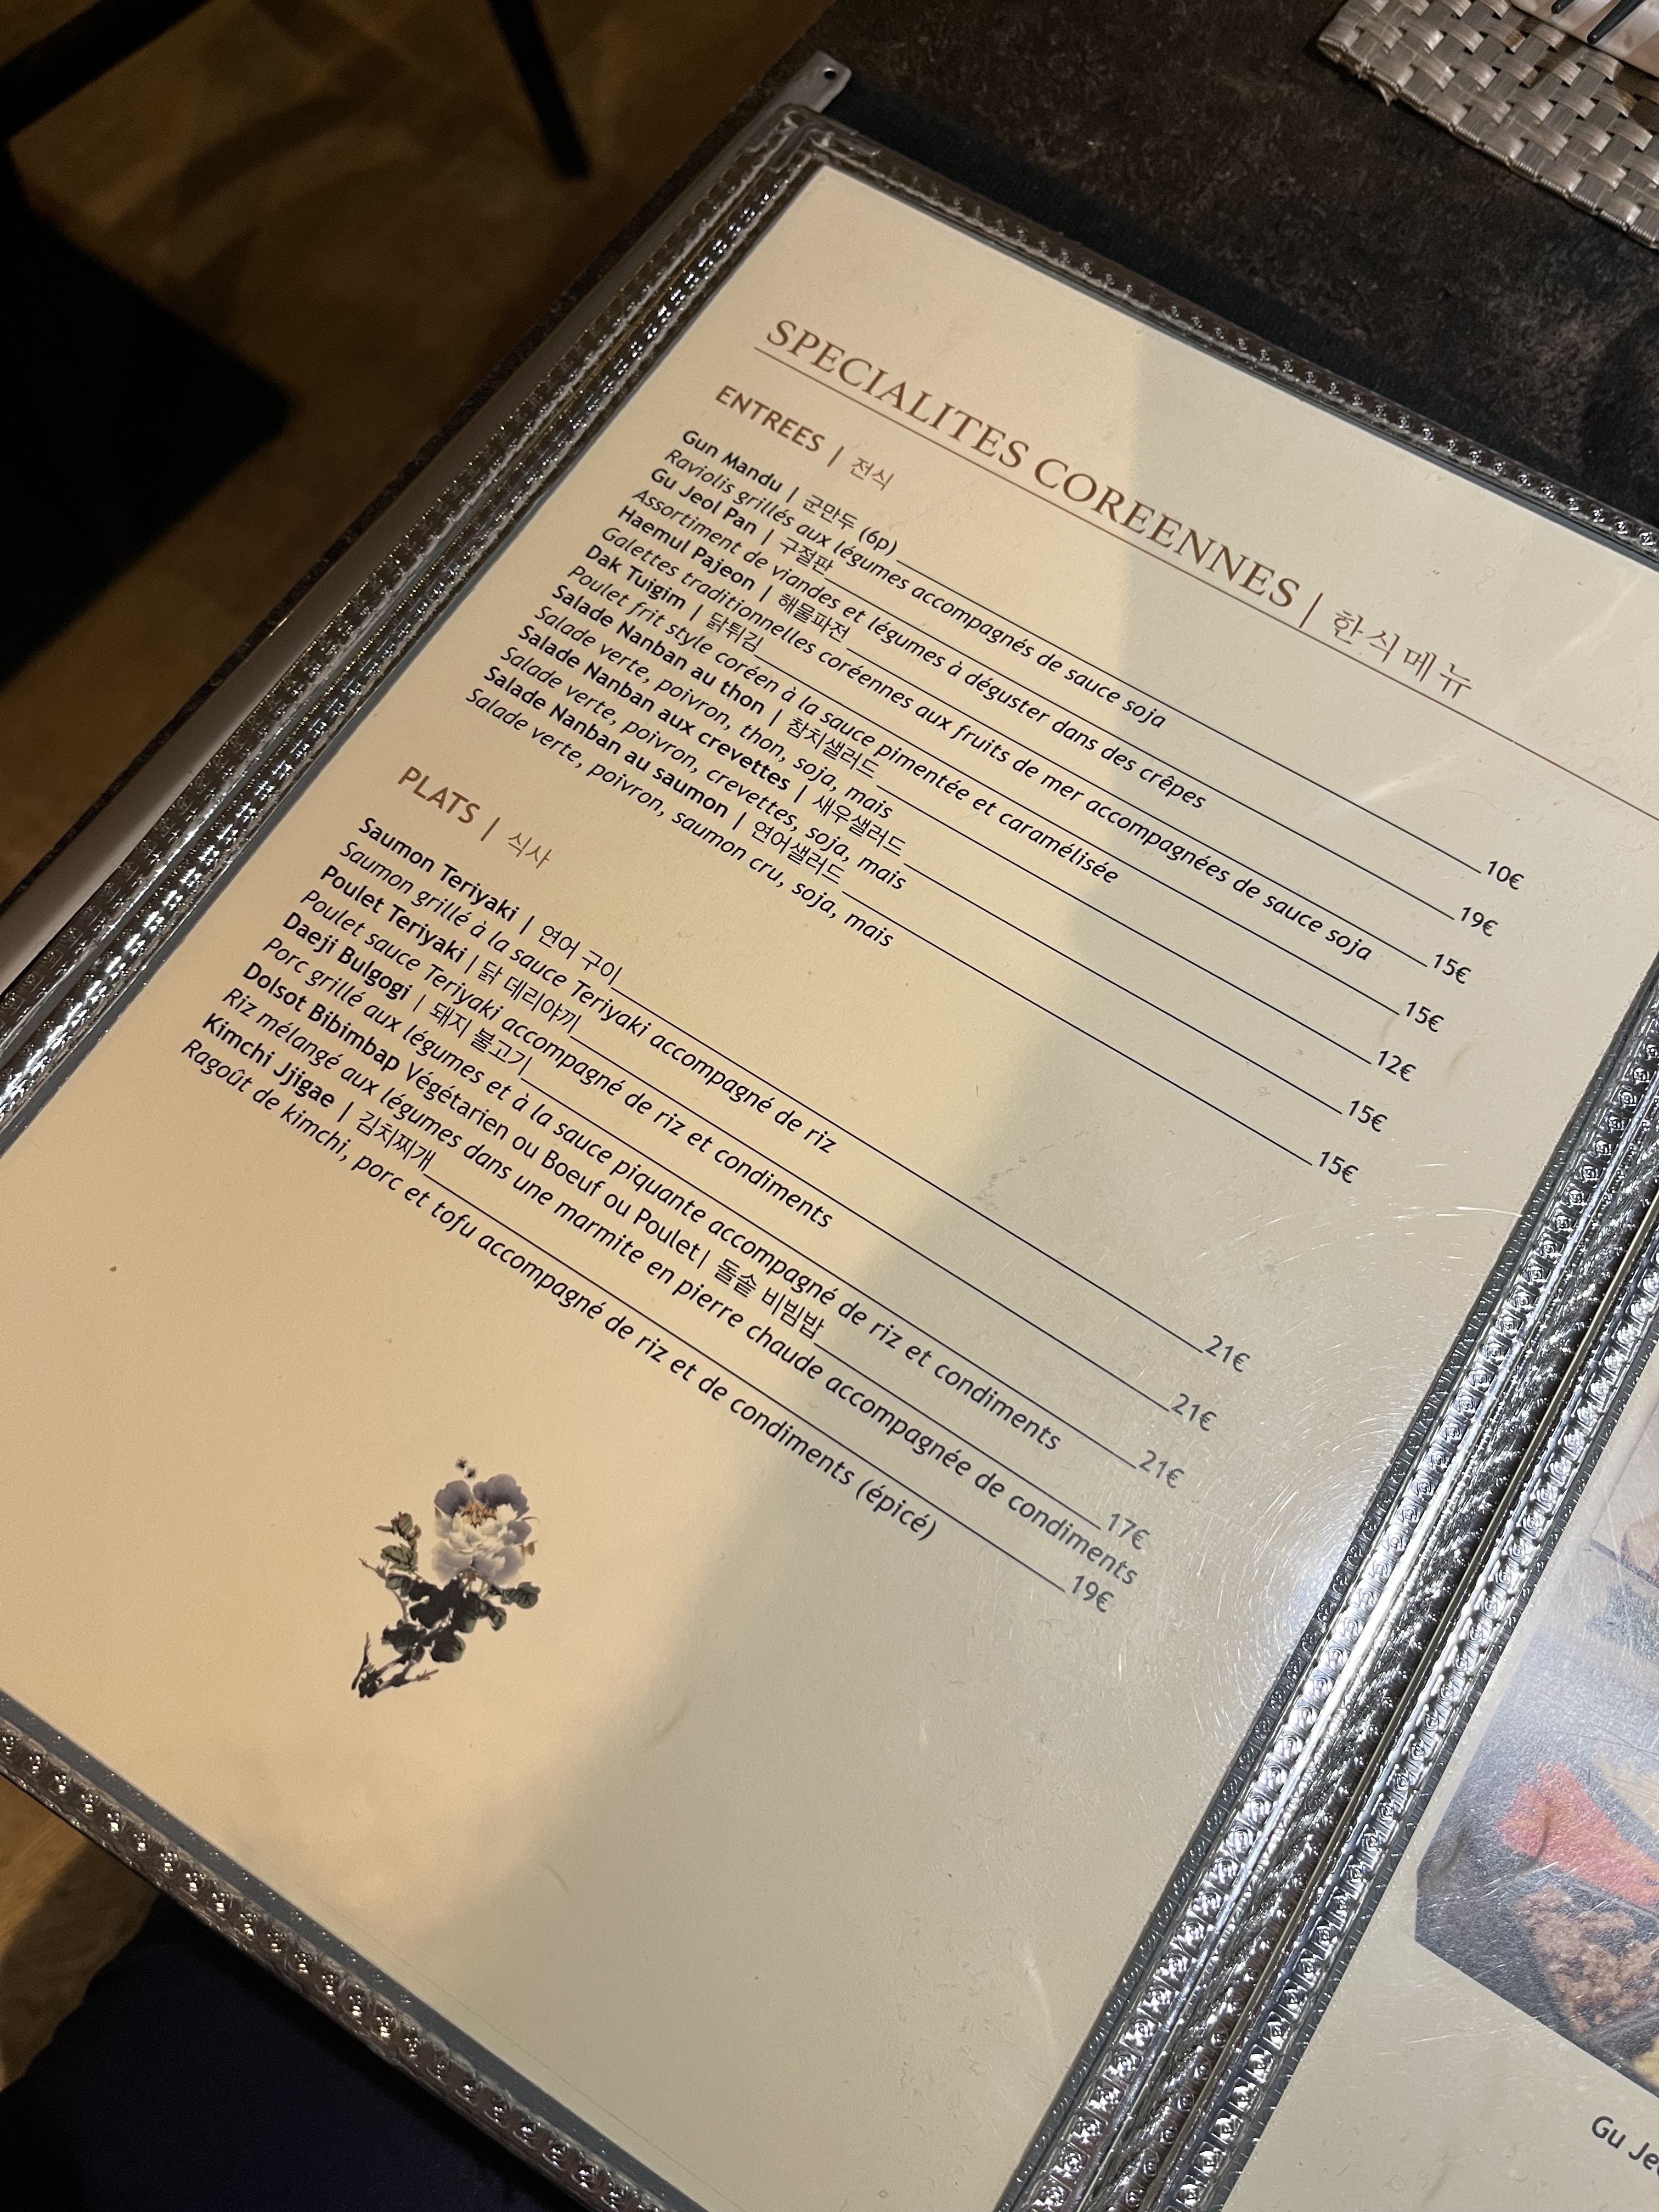 SPECIALITES COREENNES | 한식메뉴
ENTREES | 전식
Gun Mandu | 군만두 (6p) 10€
Raviolis grillés aux légumes accompagnés de sauce soja
Gu Jeol Pan | 구절판 19€
Assortiment de viandes et légumes à déguster dans des crêpes
Haemul Pajeon | 해물파전 15€
Galettes traditionnelles coréennes aux fruits de mer accompagnées de sauce soja
Dak Tuigim | 닭튀김 15€
Poulet frit style coréen à la sauce pimentée et caramélisée
Salade Nanban au thon | 참치샐러드 12€
Salade verte, poivron, thon, soja, mais
Salade Nanban aux crevettes | 새우샐러드 15€
Salade verte, poivron, crevettes, soja, mais
Salade Nanban au saumon | 연어샐러드 15€
Salade verte, poivron, saumon cru, soja, mais
PLATS | 식사
Saumon Teriyaki | 연어 구이 21€
Saumon grillé à la sauce Teriyaki accompagné de riz
Poulet Teriyaki | 닭 데리야끼 21€
Poulet sauce Teriyaki accompagné de riz et condiments
Daeji Bulgogi | 돼지 불고기 21€
Porc grillé aux légumes et à la sauce piquante accompagné de riz et condiments
Dolsot Bibimbap Végétarien ou Boeuf ou Poulet | 돌솥 비빔밥 17€
Riz mélangé aux légumes dans une marmite en pierre chaude accompagnée de condiments
Kimchi Jjigae | 김치찌개 19€
Ragoût de kimchi, porc et tofu accompagné de riz et de condiments (épicé)
Gu